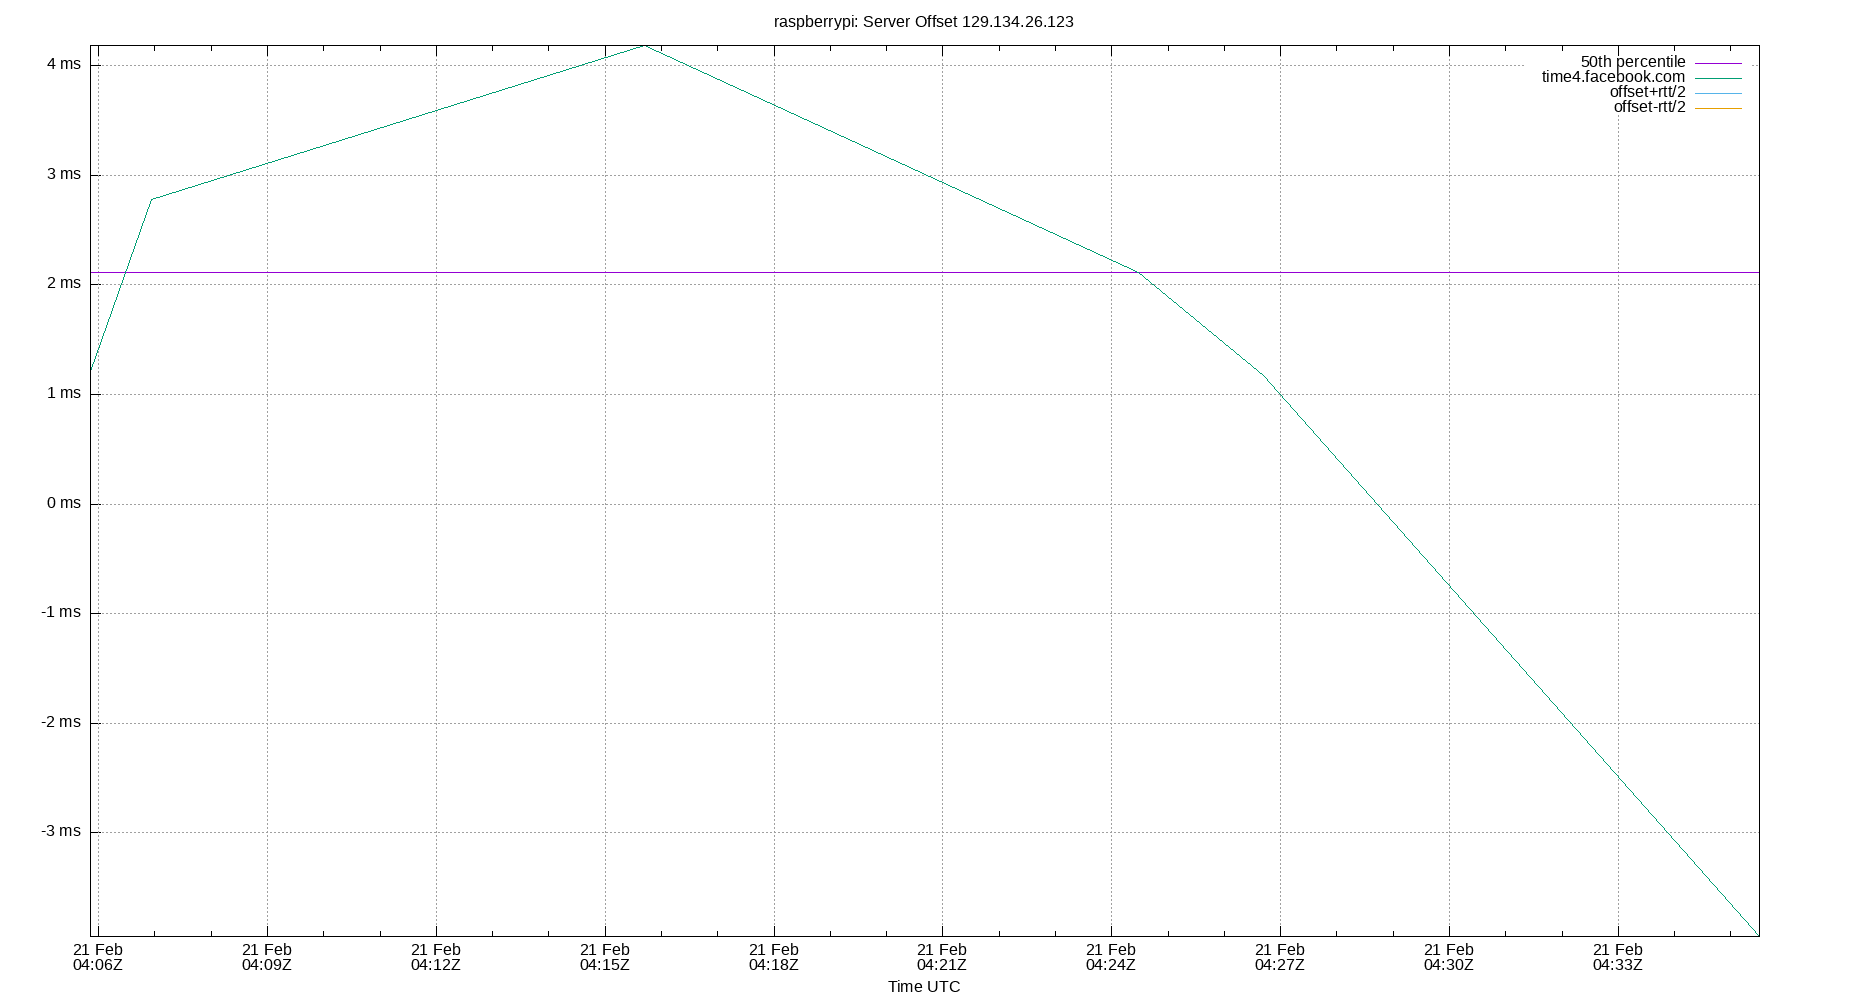 raspberrypi: Server Offset 129.134.26.123
50th percentile
time4.facebook.com
offset+rtt/2
offset-rtt/2
4 ms
3 ms
2 ms
1 ms
0 ms
-1 ms
-2 ms
-3 ms
21 Feb 21 Feb 21 Feb 21 Feb 21 Feb 21 Feb 21 Feb 21 Feb 21 Feb 21 Feb
04:06Z 04:09Z 04:12Z 04:15Z 04:18Z 04:21Z 04:24Z 04:27Z 04:30Z 04:33Z
Time UTC